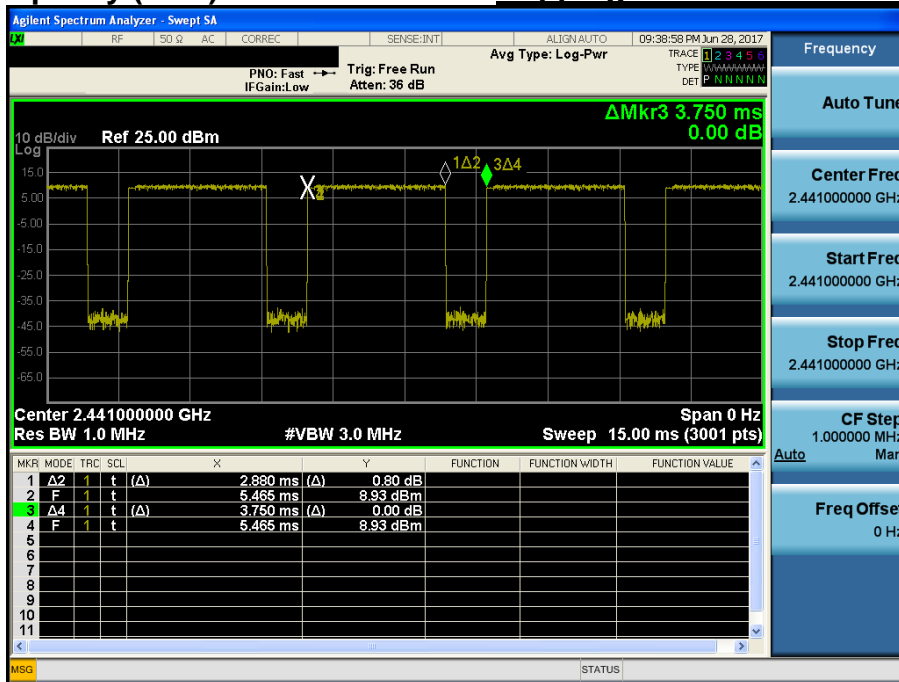 Agilent Spectrum Analyzer - Swept SA
LXI RF 50 Ω AC CORREC SENSE:INT ALIGN AUTO 09:38:58 PM Jun 28, 2017
Frequency
Avg Type: Log-Pwr
TRACE 1 2 3 4 5 6
PNO: Fast Trig: Free Run
TYPE WWWWWW
IFGain:Low Atten: 36 dB
DET P N N N N N
Auto Tune
ΔMkr3 3.750 ms
0.00 dB
10 dB/div Ref 25.00 dBm
Log
15.0
5.00
-5.00
-15.0
-25.0
-35.0
-45.0
-55.0
-65.0
1Δ2 3Δ4
X
Center Freq
2.441000000 GHz
Start Freq
2.441000000 GHz
Stop Freq
2.441000000 GHz
Center 2.441000000 GHz Span 0 Hz
Res BW 1.0 MHz #VBW 3.0 MHz Sweep 15.00 ms (3001 pts)
CF Step
1.000000 MHz
Auto Man
MKR MODE TRC SCL X Y FUNCTION FUNCTION WIDTH FUNCTION VALUE
1 Δ2 1 t (Δ) 2.880 ms (Δ) 0.80 dB
2 F 1 t 5.465 ms 8.93 dBm
3 Δ4 1 t (Δ) 3.750 ms (Δ) 0.00 dB
4 F 1 t 5.465 ms 8.93 dBm
5
6
7
8
9
10
11
Freq Offset
0 Hz
MSG STATUS